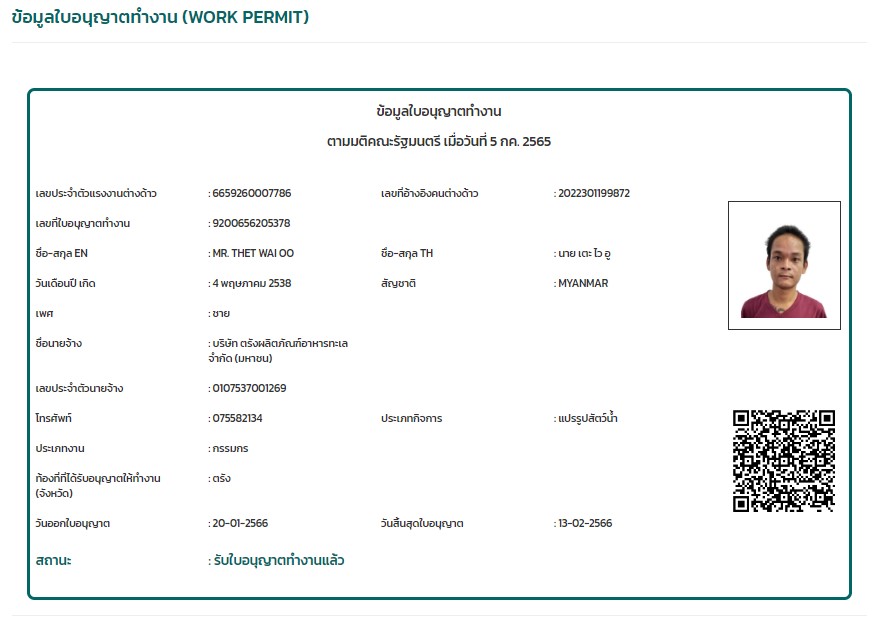 ข้อมูลใบอนุญาตทำงาน (WORK PERMIT)
ข้อมูลใบอนุญาตทำงาน
ตามมติคณะรัฐมนตรี เมื่อวันที่ 5 กค. 2565
เลขประจำตัวแรงงานต่างด้าว : 6659260007786 เลขที่อ้างอิงคนต่างด้าว : 2022301199872
เลขที่ใบอนุญาตทำงาน : 9200656205378
ชื่อ-สกุล EN : MR. THET WAI OO ชื่อ-สกุล TH : นาย เตะ ไว อู
วันเดือนปี เกิด : 4 พฤษภาคม 2538 สัญชาติ : MYANMAR
เพศ : ชาย
ชื่อนายจ้าง : บริษัท ตรังผลิตภัณฑ์อาหารทะเล
จำกัด (มหาชน)
เลขประจำตัวนายจ้าง : 0107537001269
โทรศัพท์ : 075582134 ประเภทกิจการ : แปรรูปสัตว์น้ำ
ประเภทงาน : กรรมกร
ท้องที่ที่ได้รับอนุญาตให้ทำงาน : ตรัง
(จังหวัด)
วันออกใบอนุญาต : 20-01-2566 วันสิ้นสุดใบอนุญาต : 13-02-2566
สถานะ : รับใบอนุญาตทำงานแล้ว